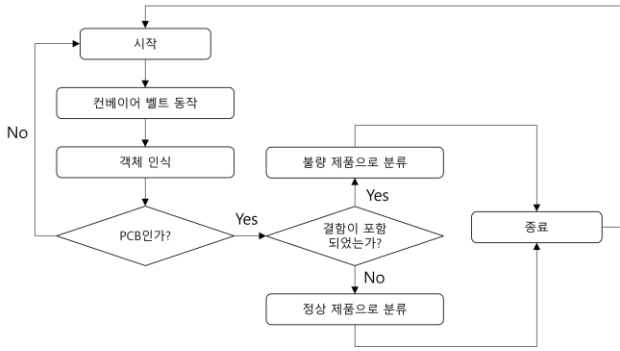 시작
컨베이어 벨트 동작
No
객체 인식
불량 제품으로 분류
Yes
PCB인가?
Yes
결함이 포함
되었는가?
종료
No
정상 제품으로 분류